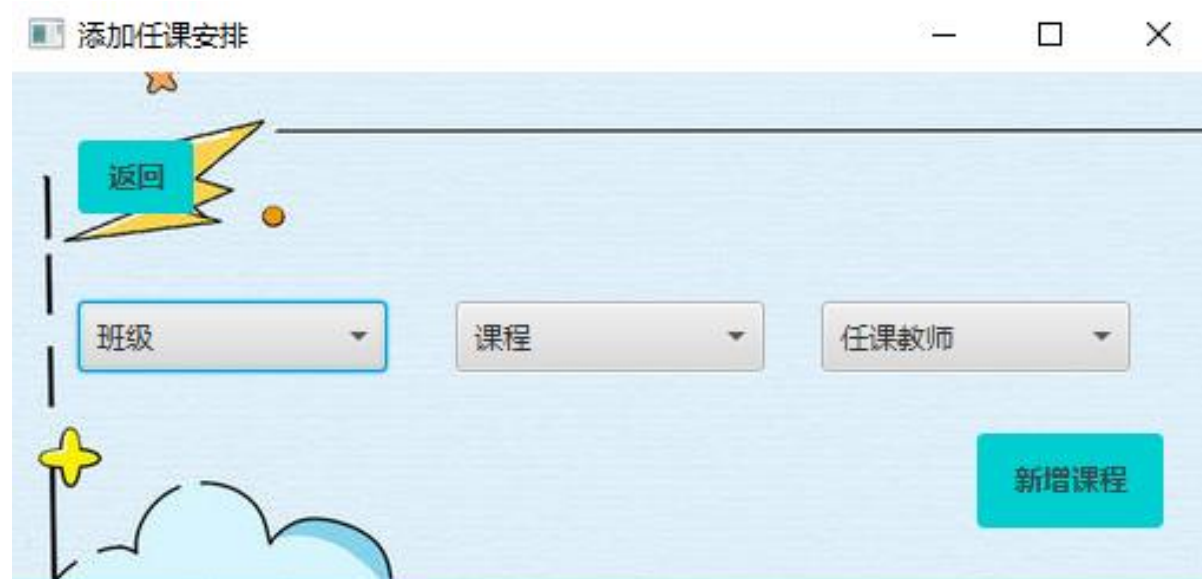 添加任课安排
返回
班级
课程
任课教师
新增课程